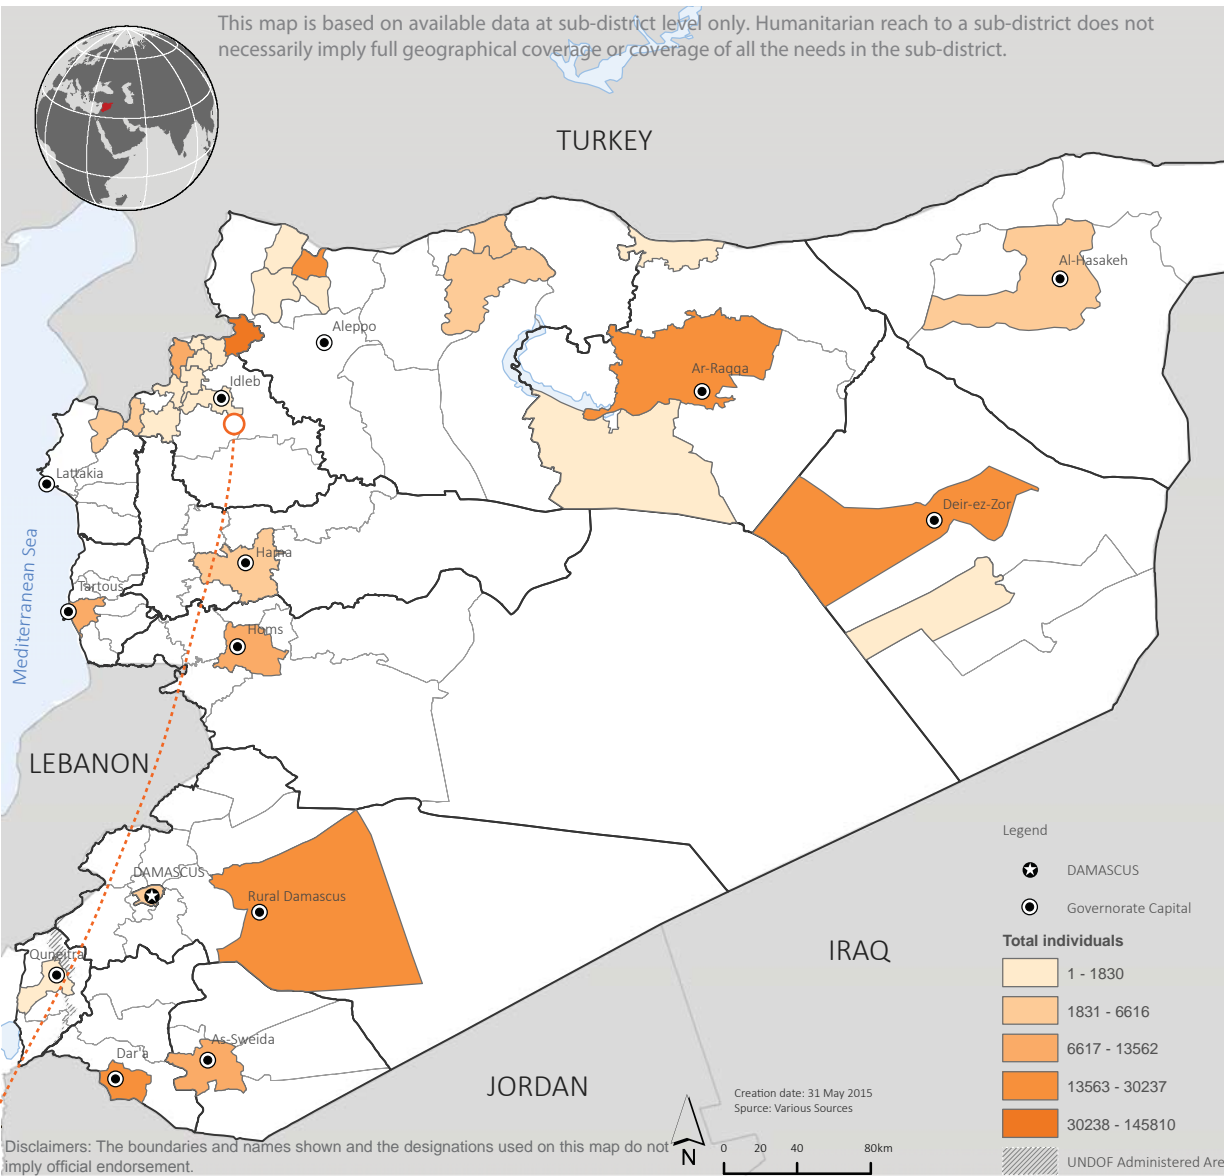 This map is based on available data at sub-district level only. Humanitarian reach to a sub-district does not
necessarily imply full geographical coverage or coverage of all the needs in the sub-district.
TURKEY
Al-Hasakeh
Aleppo
Ar-Raqqa
Idleb
Lattakia
Deir-ez-Zor
Hama
Mediterranean Sea
Tartous
Homs
LEBANON
Legend
DAMASCUS
DAMASCUS
Rural Damascus
Governorate Capital
Total individuals
IRAQ
Quneitra
1 - 1830
1831 - 6616
As-Sweida
6617 - 13562
Dar'a
JORDAN
13563 - 30237
Creation date: 31 May 2015
Spurce: Various Sources
30238 - 145810
Disclaimers: The boundaries and names shown and the designations used on this map do not
imply official endorsement.
N
0 20 40 80km
UNDOF Administered Are